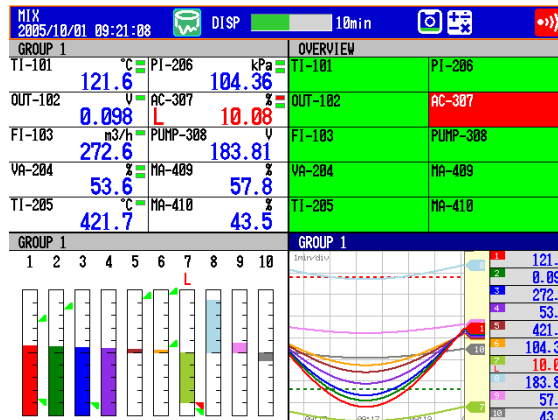 MIX
2005/10/01 09:21:08 DISP 10min
GROUP 1 OVERVIEW
TI-101 °C PI-206 kPa TI-101 PI-206
121.6 104.36
OUT-102 V AC-307 % OUT-102 AC-307
0.098 L 10.08
FI-103 m3/h PUMP-308 V FI-103 PUMP-308
272.6 183.81
VA-204 % MA-409 % VA-204 MA-409
53.6 57.8
TI-205 °C MA-410 % TI-205 MA-410
421.7 43.5
GROUP 1 GROUP 1
1 2 3 4 5 6 7 8 9 10
L
1min/div
1 121.
2 0.09
3 272.
4 53.
5 421.
6 104.3
7 L 10.0
8 183.8
9 57.
10 43.
8
1
10
7